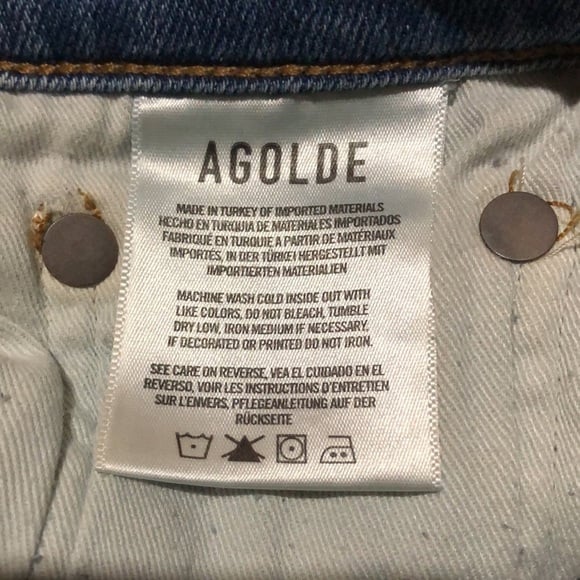 AGOLDE
MADE IN TURKEY OF IMPORTED MATERIALS
HECHO EN TURQUIA DE MATERIALES IMPORTADOS
FABRIQUÉ EN TURQUIE A PARTIR DE MATÉRIAUX
IMPORTES, IN DER TÜRKEI HERGESTELLT MIT
IMPORTIERTEN MATERIALIEN
MACHINE WASH COLD INSIDE OUT WITH
LIKE COLORS, DO NOT BLEACH, TUMBLE
DRY LOW, IRON MEDIUM IF NECESSARY,
IF DECORATED OR PRINTED DO NOT IRON.
SEE CARE ON REVERSE, VEA EL CUIDADO EN EL
REVERSO, VOIR LES INSTRUCTIONS D'ENTRETIEN
SUR L'ENVERS, PFLEGEANLEITUNG AUF DER
RÜCKSEITE